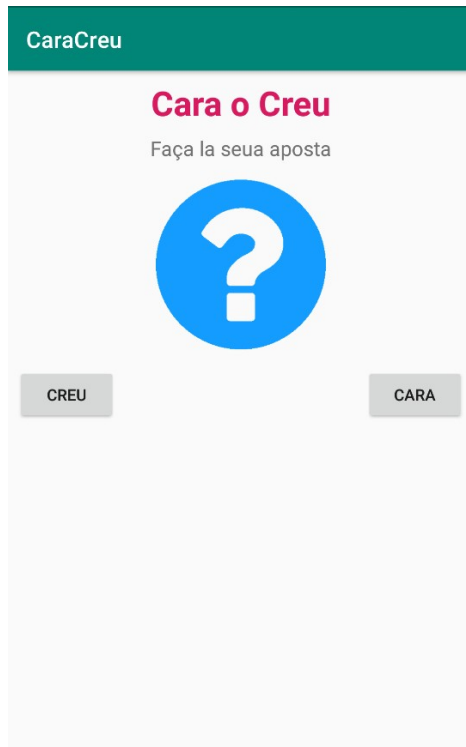 CaraCreu
Cara o Creu
Faça la seua aposta
?
CREU
CARA